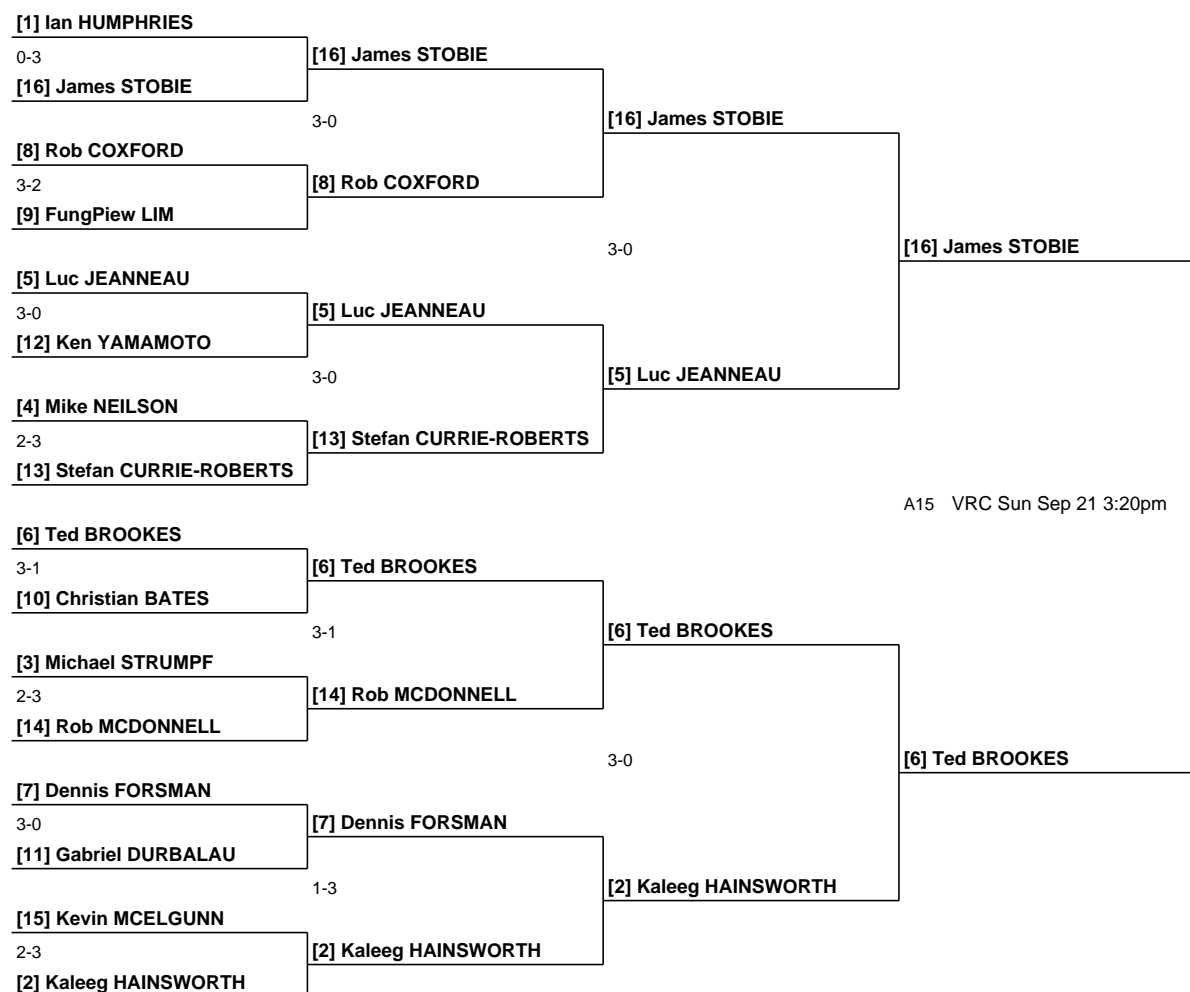 [1] Ian HUMPHRIES
0-3
[16] James STOBIE
[16] James STOBIE
3-0
[16] James STOBIE
[8] Rob COXFORD
3-2
[8] Rob COXFORD
[9] FungPiew LIM
3-0
[16] James STOBIE
[5] Luc JEANNEAU
3-0
[5] Luc JEANNEAU
[12] Ken YAMAMOTO
3-0
[5] Luc JEANNEAU
[4] Mike NEILSON
2-3
[13] Stefan CURRIE-ROBERTS
[13] Stefan CURRIE-ROBERTS
A15 VRC Sun Sep 21 3:20pm
[6] Ted BROOKES
3-1
[6] Ted BROOKES
[10] Christian BATES
3-1
[6] Ted BROOKES
[3] Michael STRUMPF
2-3
[14] Rob MCDONNELL
[14] Rob MCDONNELL
3-0
[6] Ted BROOKES
[7] Dennis FORSMAN
3-0
[7] Dennis FORSMAN
[11] Gabriel DURBALAU
1-3
[2] Kaleeg HAINSWORTH
[15] Kevin MCELGUNN
2-3
[2] Kaleeg HAINSWORTH
[2] Kaleeg HAINSWORTH